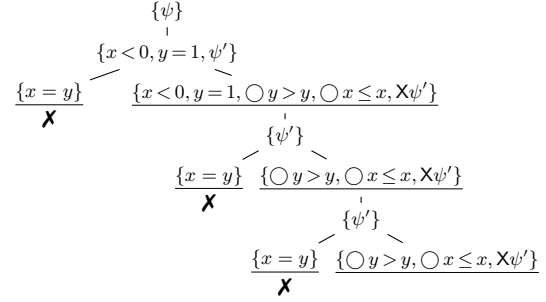 {ψ}
{x < 0, y = 1, ψ′}
{x = y} {x < 0, y = 1, ◯ y > y, ◯ x ≤ x, Xψ′}
✗
{ψ′}
{x = y} {◯ y > y, ◯ x ≤ x, Xψ′}
✗
{ψ′}
{x = y} {◯ y > y, ◯ x ≤ x, Xψ′}
✗